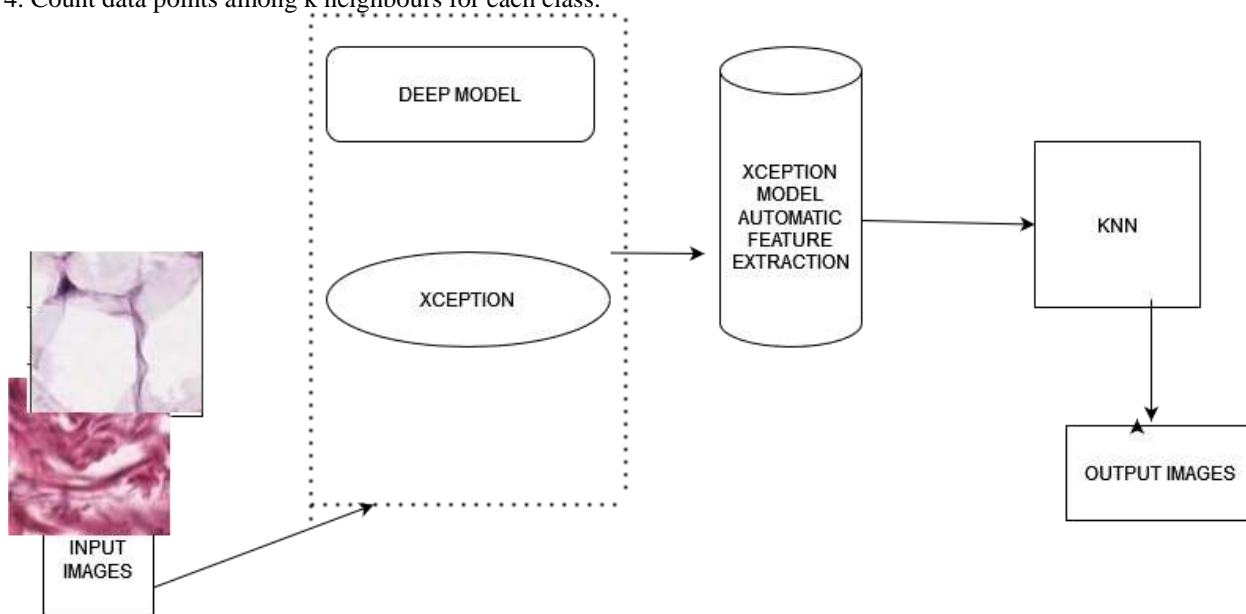 4. Count data points among k neighbours for each class.
DEEP MODEL
XCEPTION
XCEPTION
MODEL
AUTOMATIC
FEATURE
EXTRACTION
KNN
OUTPUT IMAGES
INPUT
IMAGES